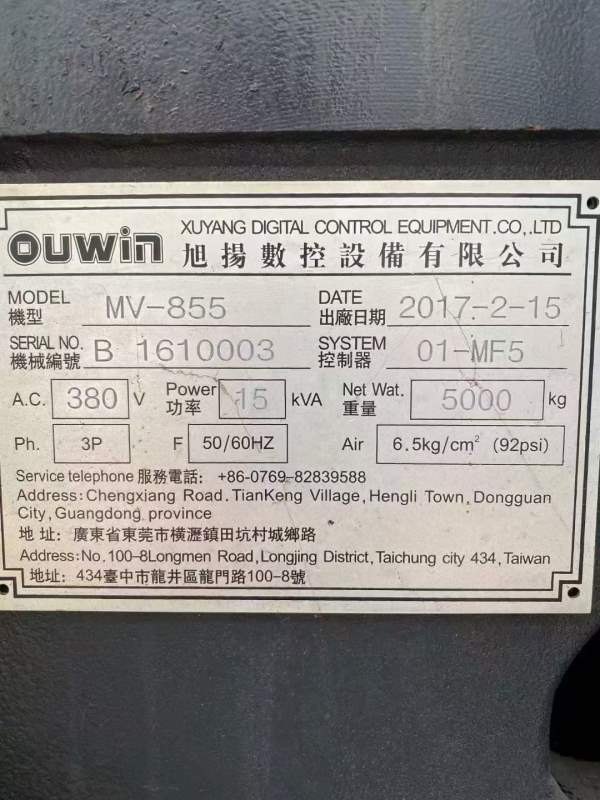 OUWIN
XUYANG DIGITAL CONTROL EQUIPMENT.CO,.LTD
旭揚數控設備有限公司
MODEL MV-855 DATE 2017-2-15
機型 出廠日期
SERIAL NO. B 1610003 SYSTEM 01-MF5
機械編號 控制器
A.C. 380 V Power 15 kVA Net Wat. 5000 kg
功率 重量
Ph. 3P F 50/60HZ Air 6.5kg/cm² (92psi)
Service telephone 服務電話: +86-0769-82839588
Address:Chengxiang Road.TianKeng Village,Hengli Town,Dongguan
City,Guangdong province
地 址: 廣東省東莞市橫瀝鎮田坑村城鄉路
Address:No.100-8Longmen Road,Longjing District,Taichung city 434,Taiwan
地址: 434臺中市龍井區龍門路100-8號